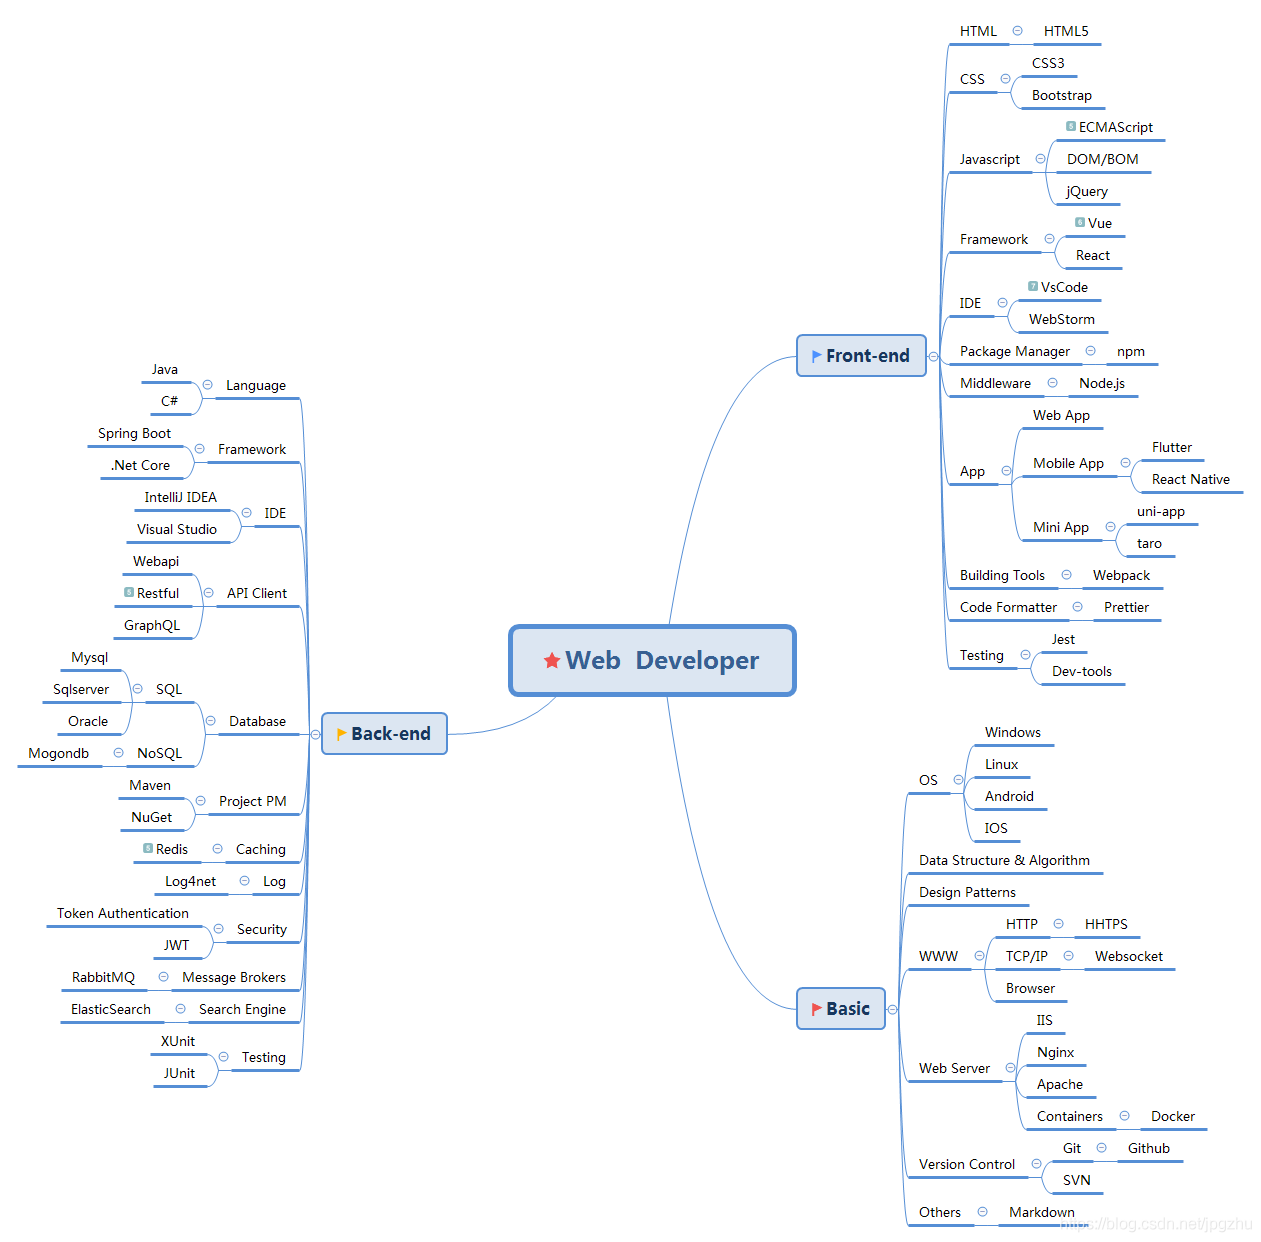 Web  Developer
Front-end
HTML
HTML5
CSS
CSS3
Bootstrap
Javascript
ECMAScript
DOM/BOM
jQuery
Framework
Vue
React
IDE
VsCode
WebStorm
Package Manager
npm
Middleware
Node.js
App
Web App
Mobile App
Flutter
React Native
Mini App
uni-app
taro
Building Tools
Webpack
Code Formatter
Prettier
Testing
Jest
Dev-tools
Back-end
Language
Java
C#
Framework
Spring Boot
.Net Core
IDE
IntelliJ IDEA
Visual Studio
API Client
Webapi
Restful
GraphQL
Database
SQL
Mysql
Sqlserver
Oracle
NoSQL
Mogondb
Project PM
Maven
NuGet
Caching
Redis
Log
Log4net
Security
Token Authentication
JWT
Message Brokers
RabbitMQ
Search Engine
ElasticSearch
Testing
XUnit
JUnit
Basic
OS
Windows
Linux
Android
IOS
Data Structure & Algorithm
Design Patterns
WWW
HTTP
HHTPS
TCP/IP
Websocket
Browser
Web Server
IIS
Nginx
Apache
Containers
Docker
Version Control
Git
Github
SVN
Others
Markdown
https://blog.csdn.net/jpgzhu